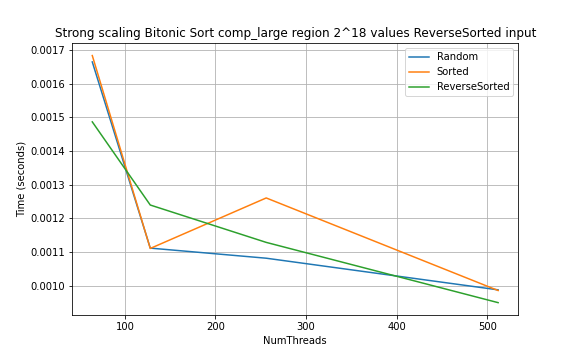 Strong scaling Bitonic Sort comp_large region 2^18 values ReverseSorted input
Random
Sorted
ReverseSorted
Time (seconds)
0.0017
0.0016
0.0015
0.0014
0.0013
0.0012
0.0011
0.0010
100 200 300 400 500
NumThreads